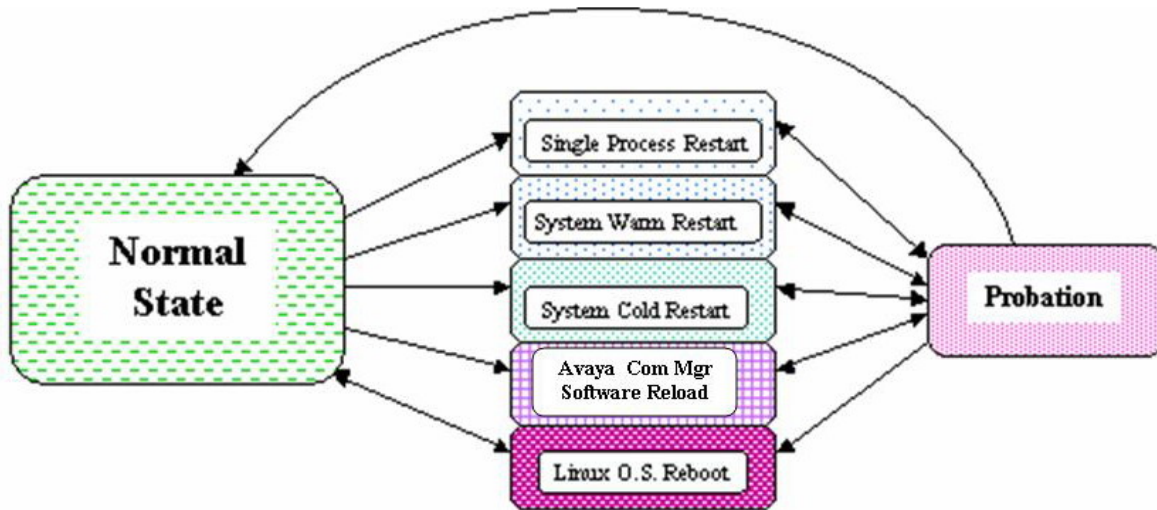 Normal
State
Single Process Restart
System Warm Restart
System Cold Restart
Avaya Com Mgr
Software Reload
Linux O.S. Reboot
Probation